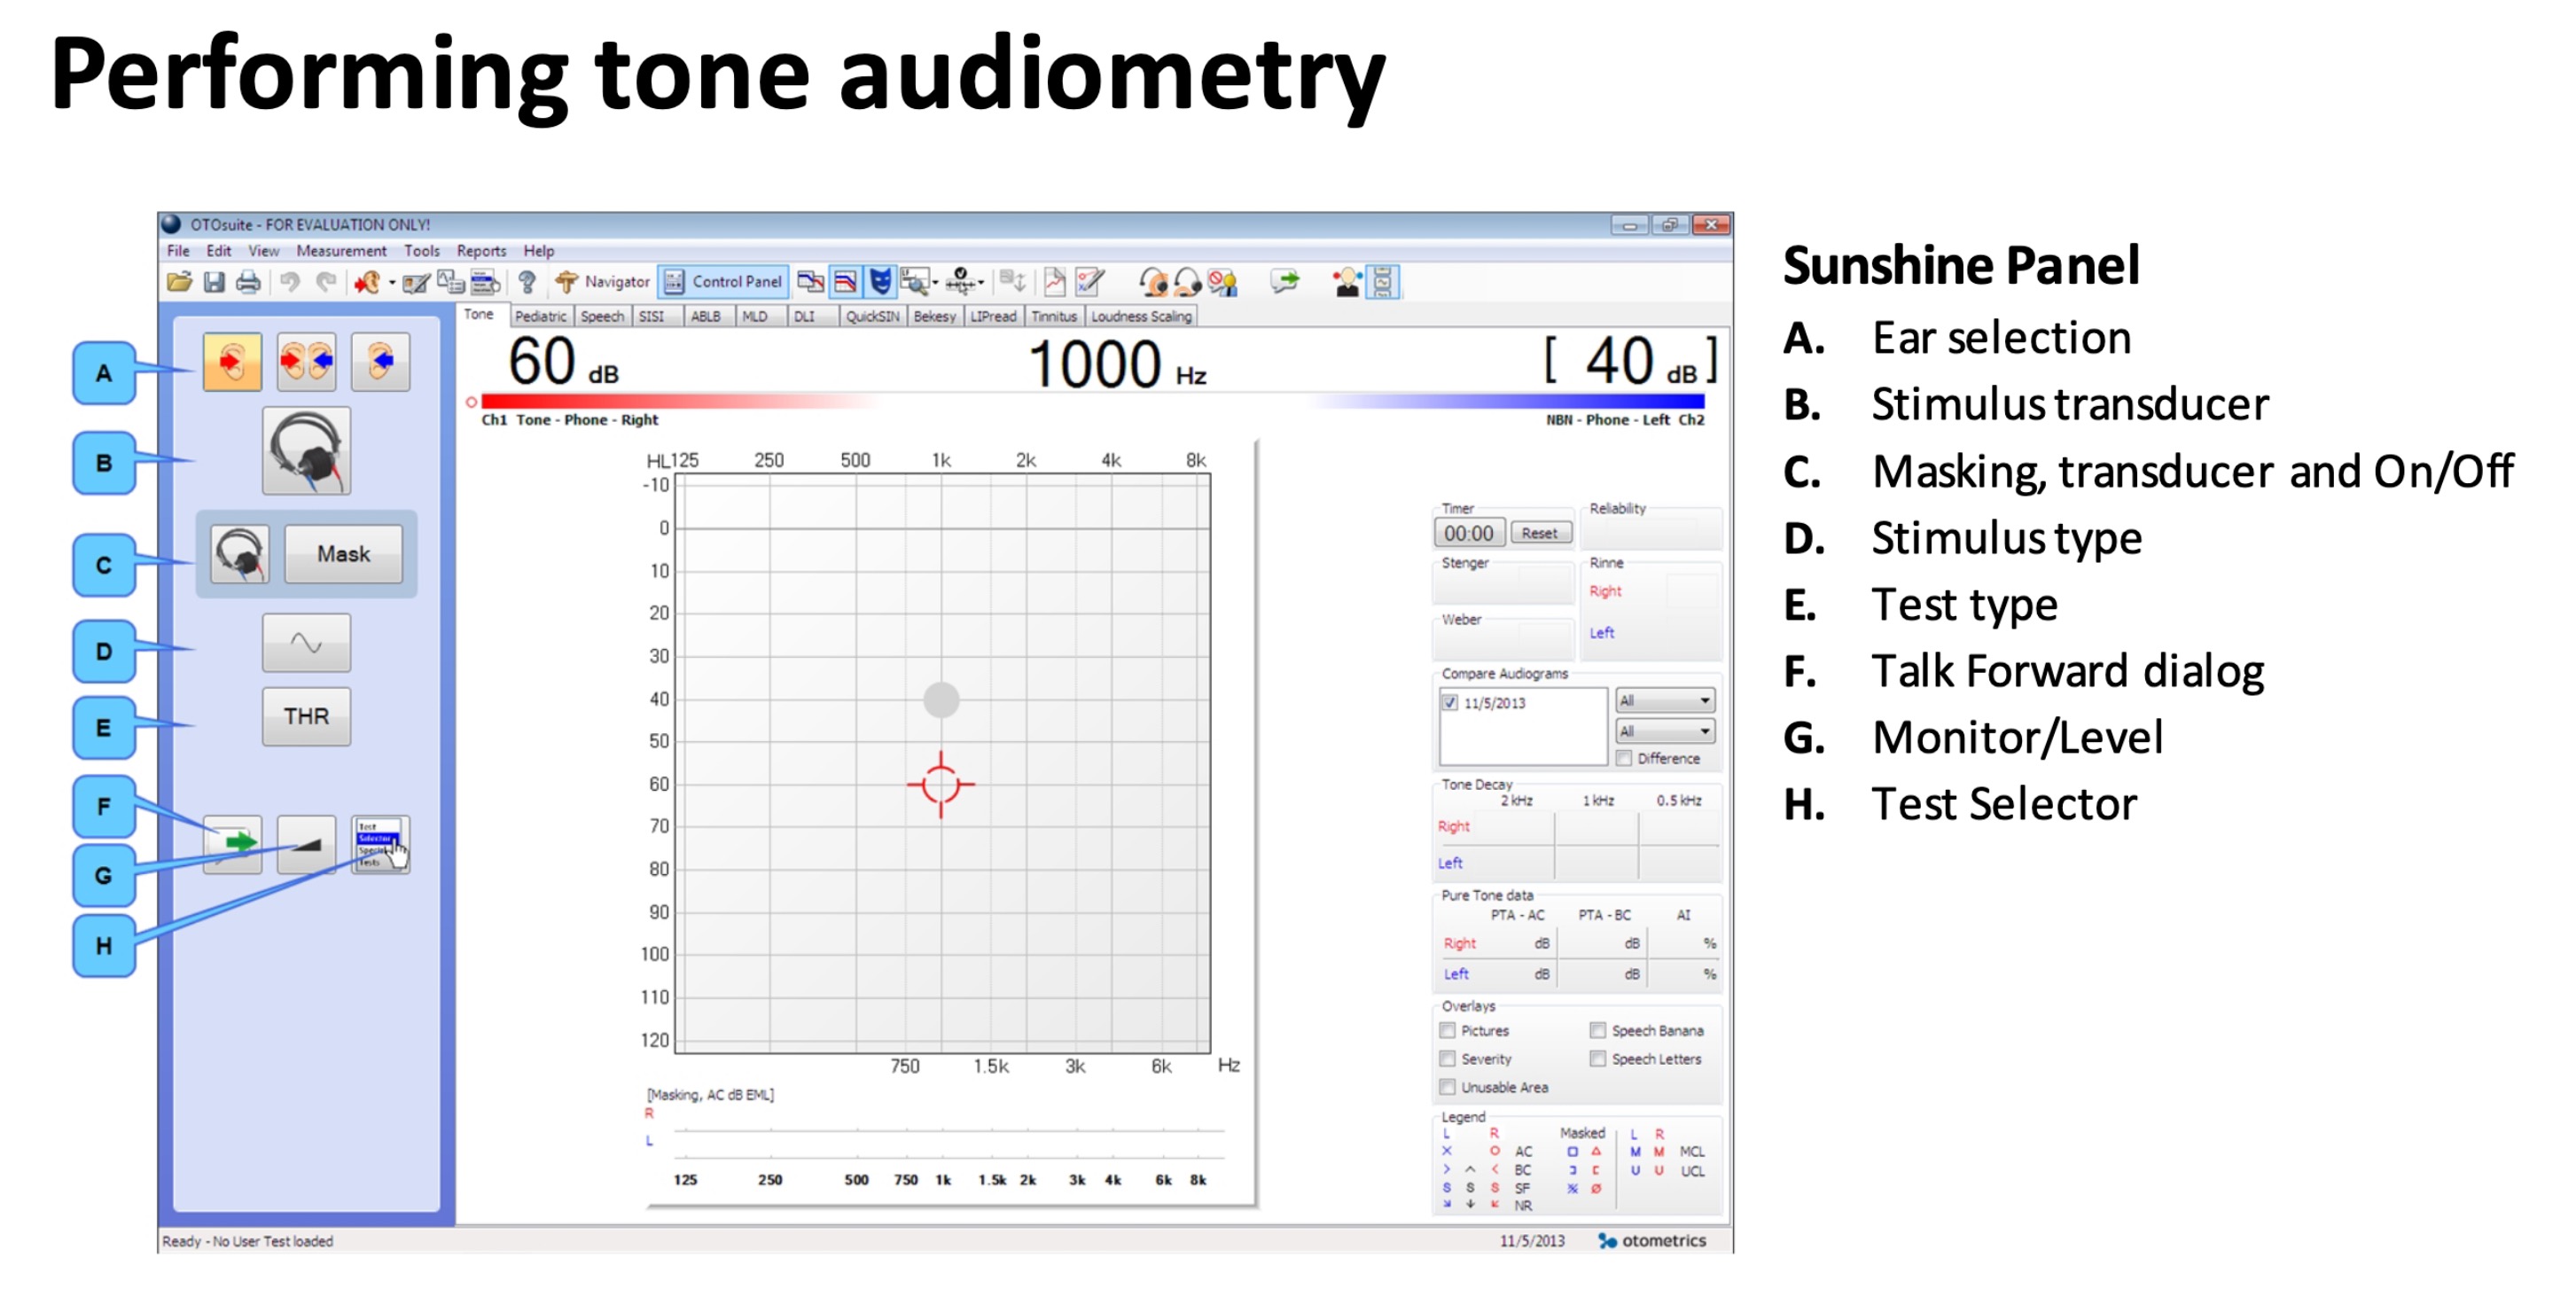 Performing tone audiometry
OTOsuite - FOR EVALUATION ONLY!
File Edit View Measurement Tools Reports Help
Navigator Control Panel
Tone Pediatric Speech SISI ABLB MLD DLI QuickSIN Bekesy LIPread Tinnitus Loudness Scaling
60 dB 1000 Hz [ 40 dB ]
Ch1 Tone - Phone - Right NBN - Phone - Left Ch2
A
B
C
D
E
F
G
H
Mask
THR
Test
Selector
Tests
HL 125 250 500 1k 2k 4k 8k
-10
0
10
20
30
40
50
60
70
80
90
100
110
120
750 1.5k 3k 6k Hz
[Masking, AC dB EML]
R
L
125 250 500 750 1k 1.5k 2k 3k 4k 6k 8k
Timer Reliability
00:00 Reset
Stenger Rinne
Right
Weber
Left
Compare Audiograms
11/5/2013 All
All
Difference
Tone Decay
2 kHz 1 kHz 0.5 kHz
Right
Left
Pure Tone data
PTA - AC PTA - BC AI
Right dB dB %
Left dB dB %
Overlays
Pictures Speech Banana
Severity Speech Letters
Unusable Area
Legend
L R Masked L R
X O AC M M MCL
> ^ < BC U U UCL
S S S SF
NR
Ready - No User Test loaded 11/5/2013 otometrics
Sunshine Panel
A. Ear selection
B. Stimulus transducer
C. Masking, transducer and On/Off
D. Stimulus type
E. Test type
F. Talk Forward dialog
G. Monitor/Level
H. Test Selector